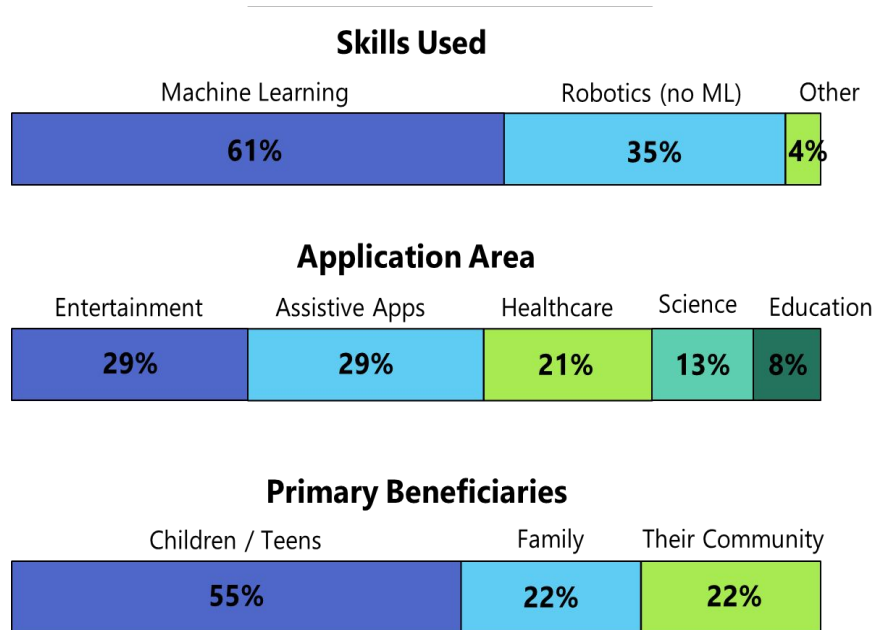 Skills Used
Machine Learning Robotics (no ML) Other
61% 35% 4%
Application Area
Entertainment Assistive Apps Healthcare Science Education
29% 29% 21% 13% 8%
Primary Beneficiaries
Children / Teens Family Their Community
55% 22% 22%